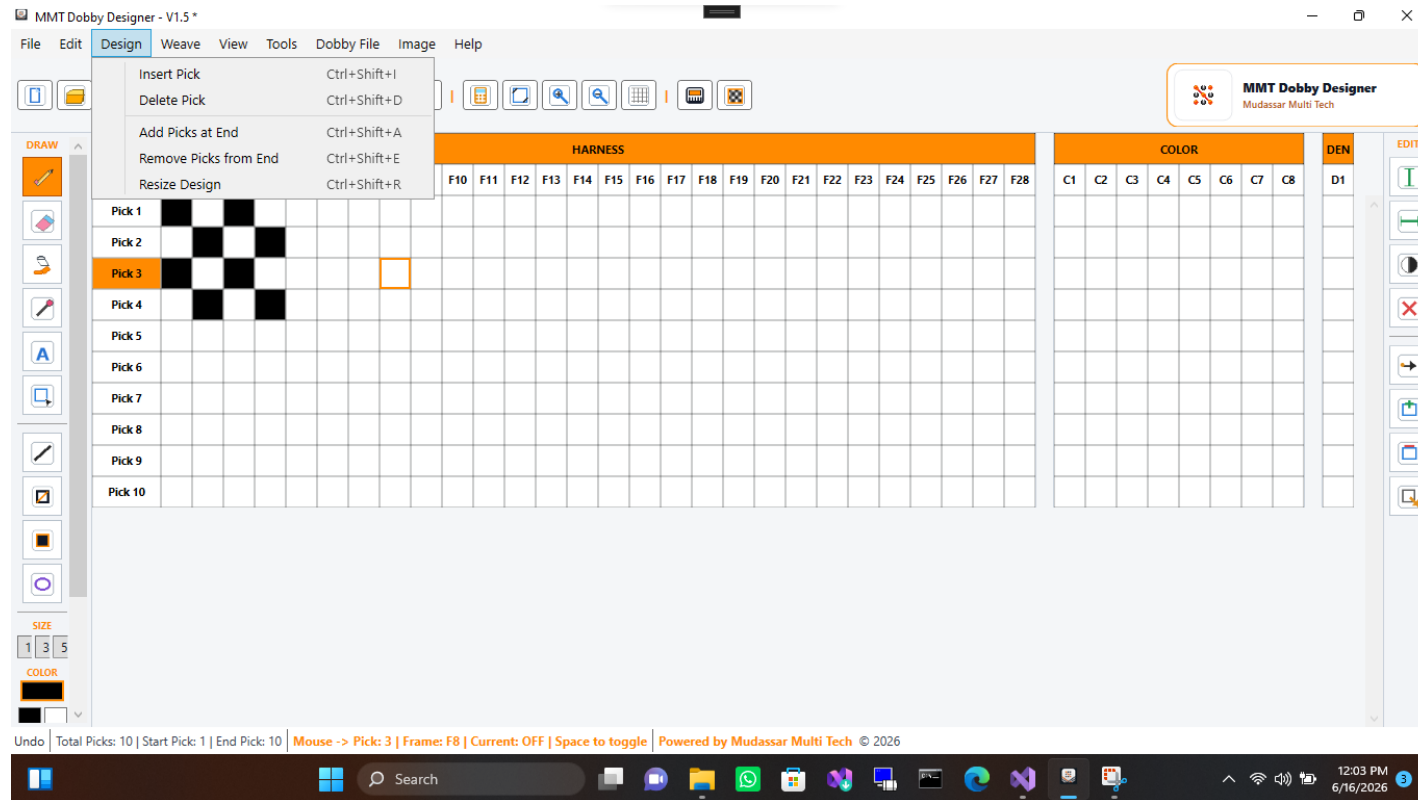 MMT Dobby Designer - V1.5 *
File Edit Design Weave View Tools Dobby File Image Help
Insert Pick Ctrl+Shift+I
Delete Pick Ctrl+Shift+D
Add Picks at End Ctrl+Shift+A
Remove Picks from End Ctrl+Shift+E
Resize Design Ctrl+Shift+R
MMT Dobby Designer
Mudassar Multi Tech
DRAW
HARNESS COLOR DEN
EDIT
F10 F11 F12 F13 F14 F15 F16 F17 F18 F19 F20 F21 F22 F23 F24 F25 F26 F27 F28 C1 C2 C3 C4 C5 C6 C7 C8 D1
Pick 1
Pick 2
Pick 3
Pick 4
Pick 5
Pick 6
Pick 7
Pick 8
Pick 9
Pick 10
A
SIZE
1 3 5
COLOR
Undo Total Picks: 10 | Start Pick: 1 | End Pick: 10 Mouse -> Pick: 3 | Frame: F8 | Current: OFF | Space to toggle Powered by Mudassar Multi Tech © 2026
Search
12:03 PM
6/16/2026
3